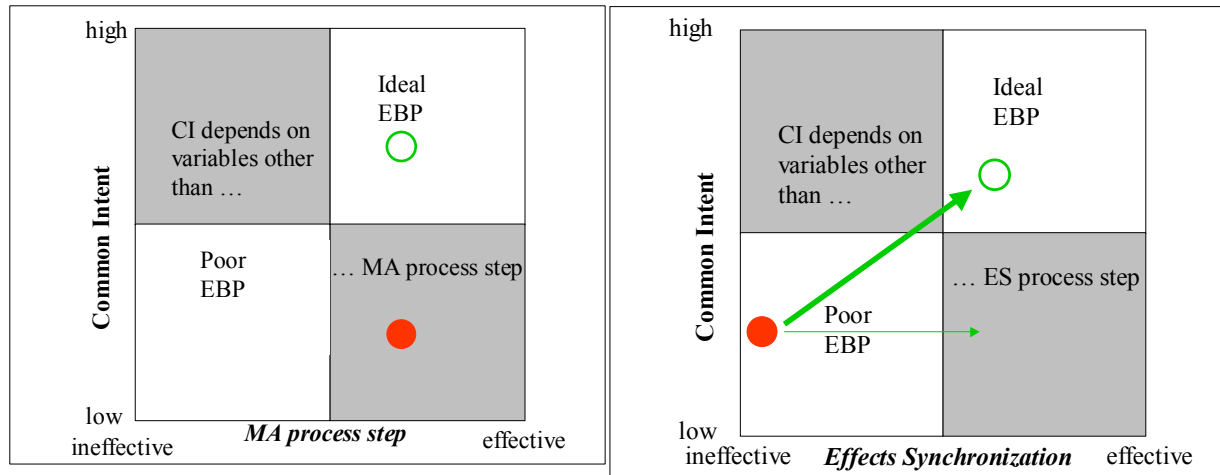 high
Ideal
EBP
CI depends on
variables other
than …
Common Intent
Poor
EBP
… MA process step
low
ineffective
MA process step
effective
high
Ideal
EBP
CI depends on
variables other
than …
Common Intent
… ES process step
Poor
EBP
low
ineffective
Effects Synchronization
effective